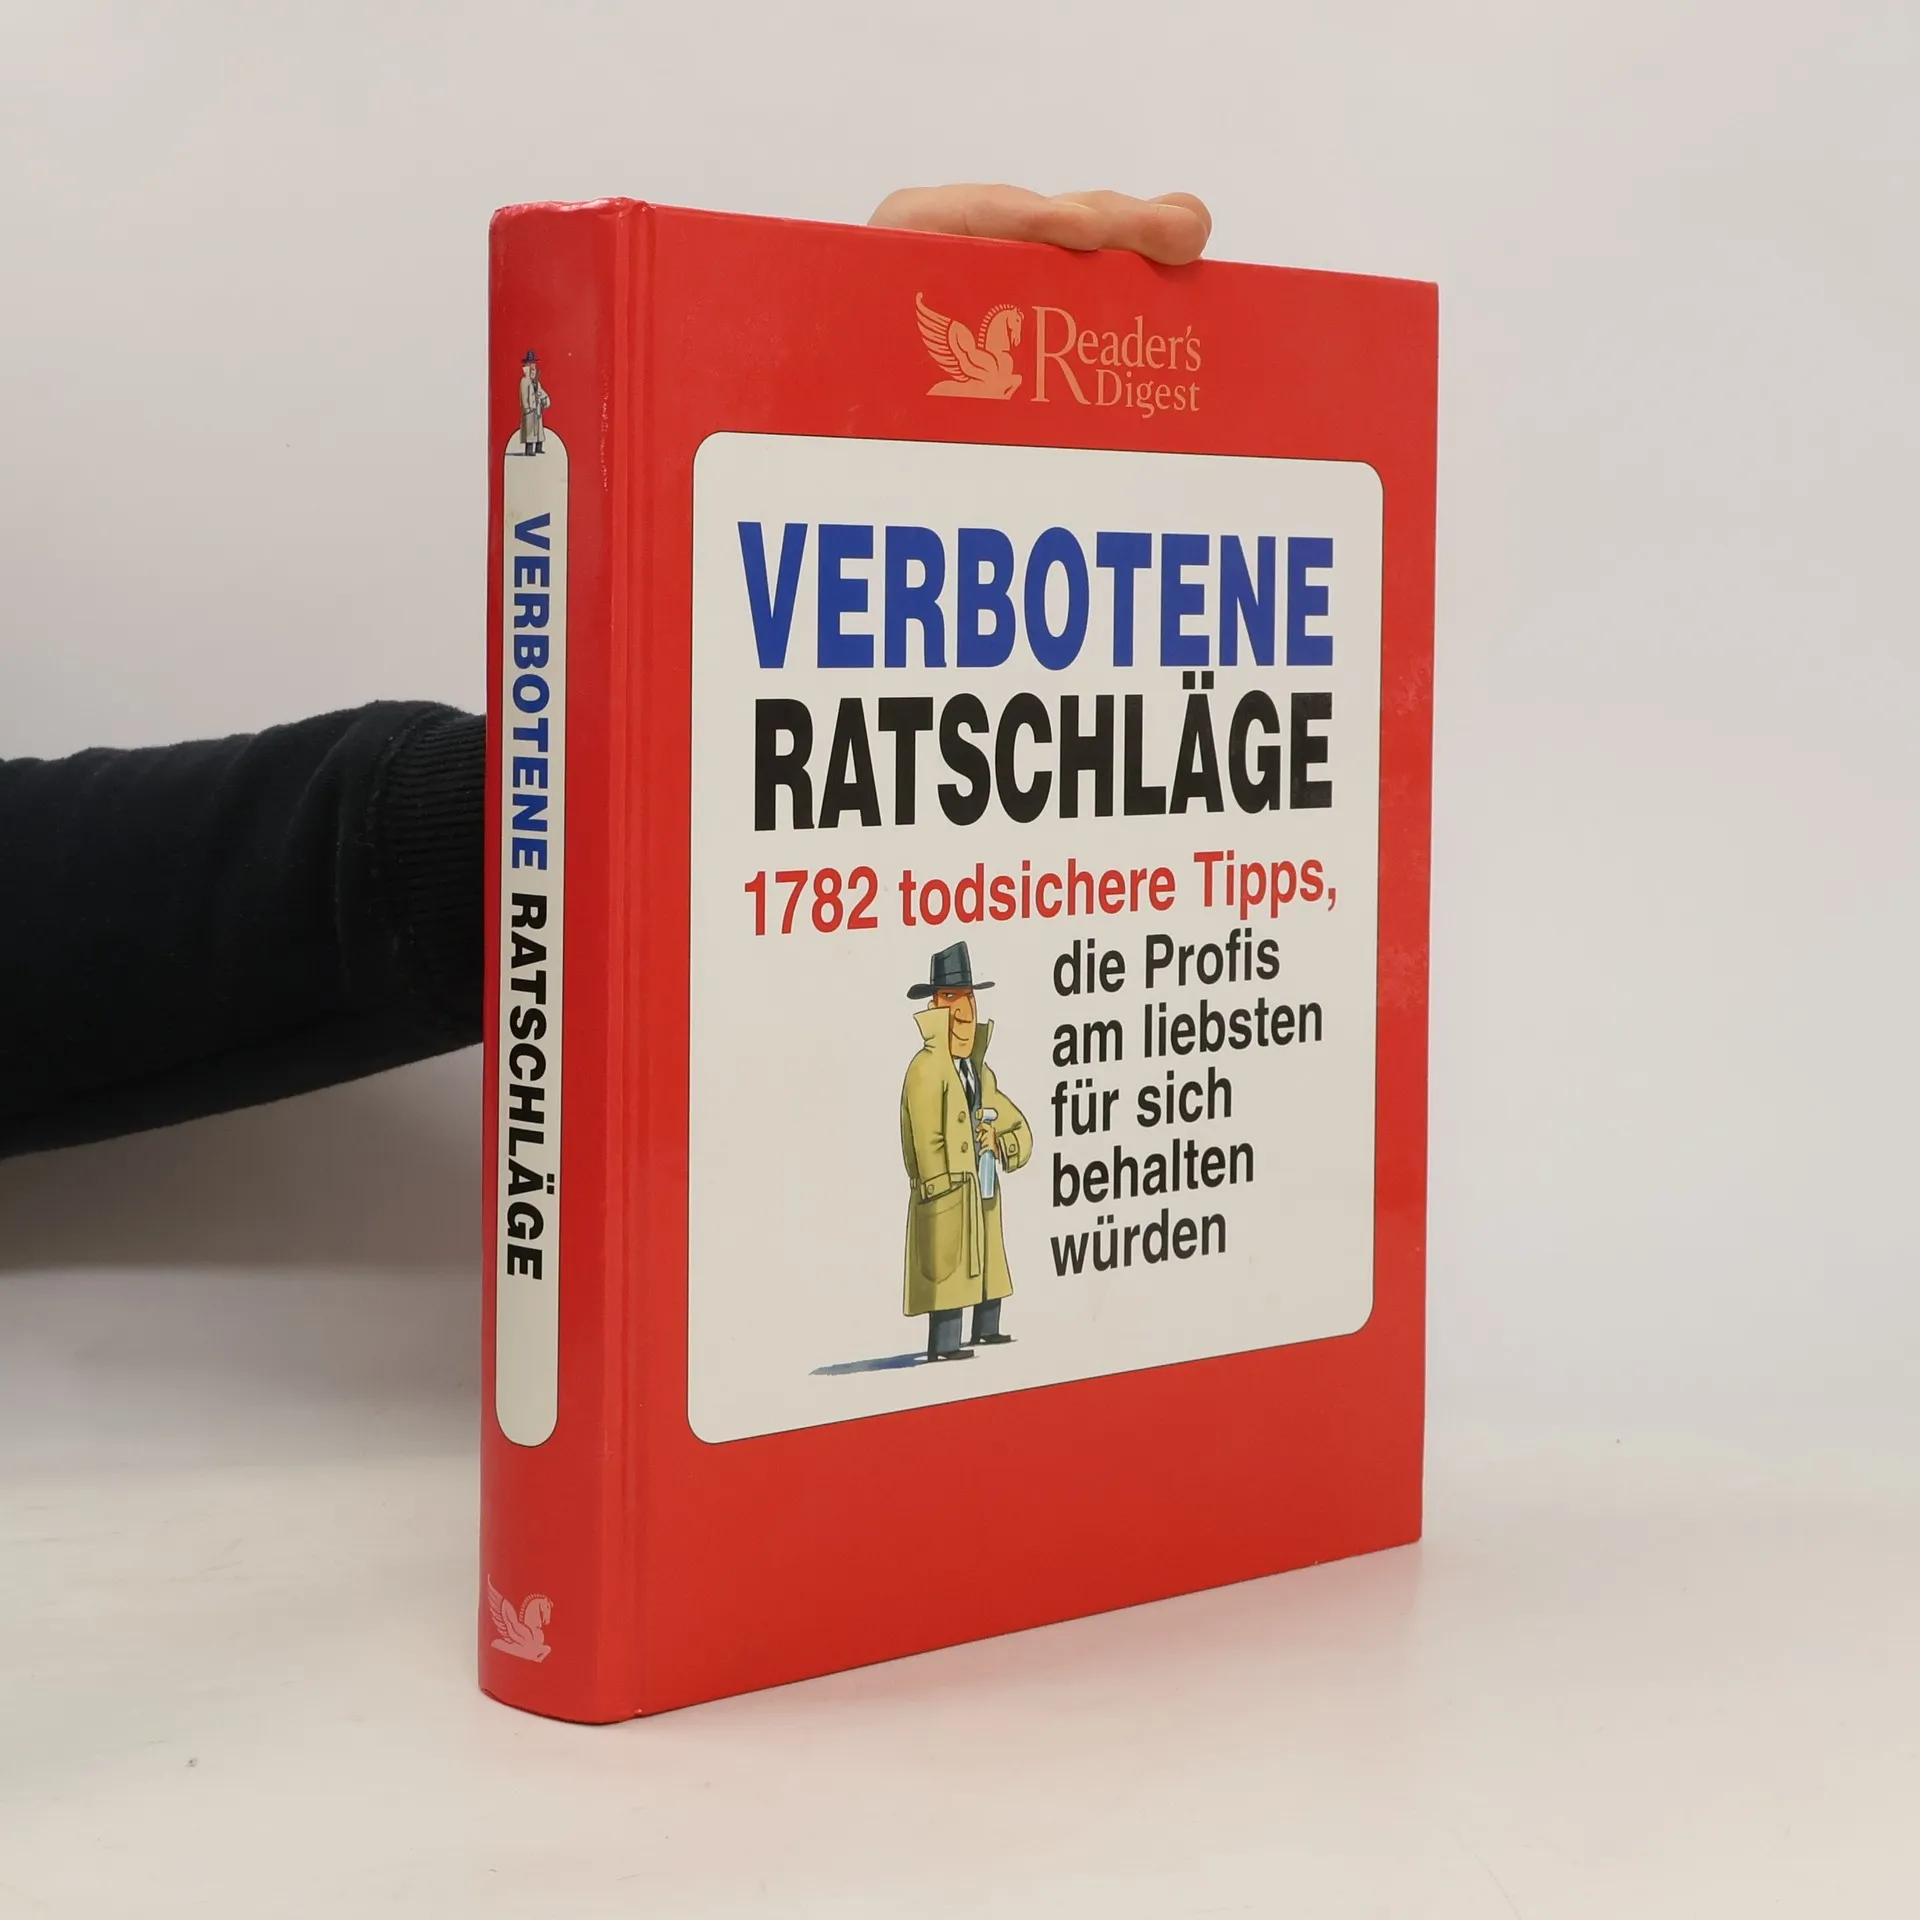 Reader's
Digest
VERBOTENE
RATSCHLÄGE
1782 todsichere Tipps,
die Profis
am liebsten
für sich
behalten
würden
VERBOTENE RATSCHLÄGE